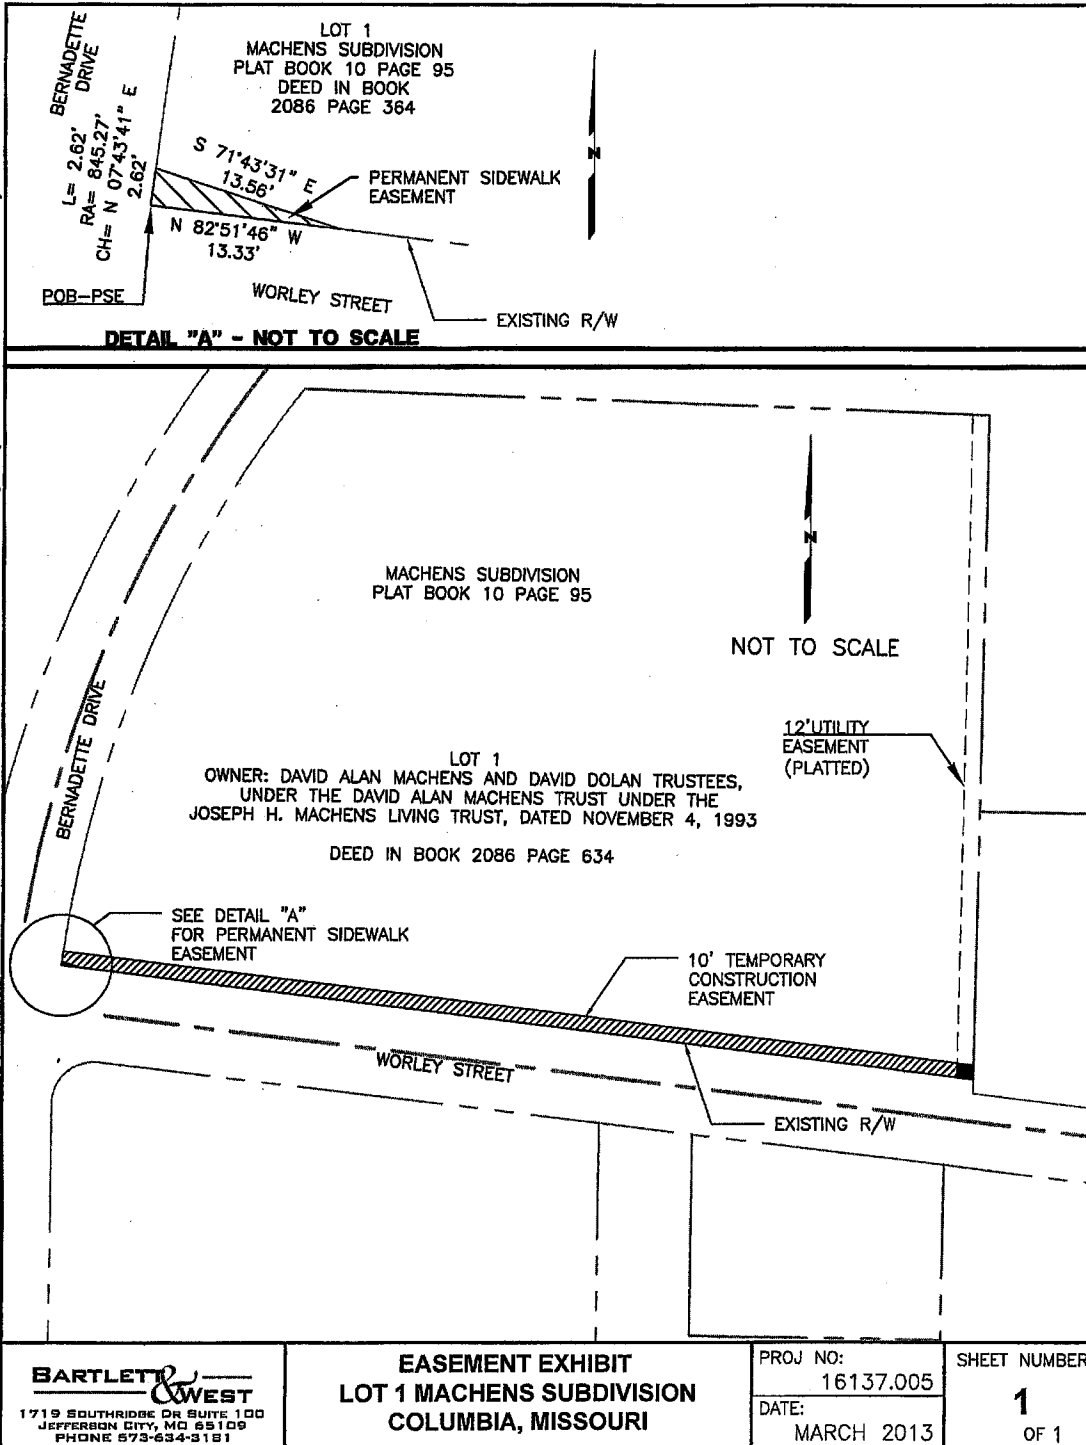 BERNADETTE
DRIVE
L= 2.62'
RA= 845.27'
CH= N 07°43'41" E
2.62'
LOT 1
MACHENS SUBDIVISION
PLAT BOOK 10 PAGE 95
DEED IN BOOK
2086 PAGE 364
S 71°43'31" E
13.56'
PERMANENT SIDEWALK
EASEMENT
N
N 82°51'46" W
13.33'
POB-PSE
WORLEY STREET
EXISTING R/W
DETAIL "A" - NOT TO SCALE
MACHENS SUBDIVISION
PLAT BOOK 10 PAGE 95
N
NOT TO SCALE
BERNADETTE DRIVE
12' UTILITY
EASEMENT
(PLATTED)
LOT 1
OWNER: DAVID ALAN MACHENS AND DAVID DOLAN TRUSTEES,
UNDER THE DAVID ALAN MACHENS TRUST UNDER THE
JOSEPH H. MACHENS LIVING TRUST, DATED NOVEMBER 4, 1993
DEED IN BOOK 2086 PAGE 634
SEE DETAIL "A"
FOR PERMANENT SIDEWALK
EASEMENT
10' TEMPORARY
CONSTRUCTION
EASEMENT
WORLEY STREET
EXISTING R/W
BARTLETT
&WEST
1719 SOUTHRIDGE DR SUITE 100
JEFFERSON CITY, MO 65109
PHONE 573-634-3181
EASEMENT EXHIBIT
LOT 1 MACHENS SUBDIVISION
COLUMBIA, MISSOURI
PROJ NO:
16137.005
DATE:
MARCH 2013
SHEET NUMBER
1
OF 1